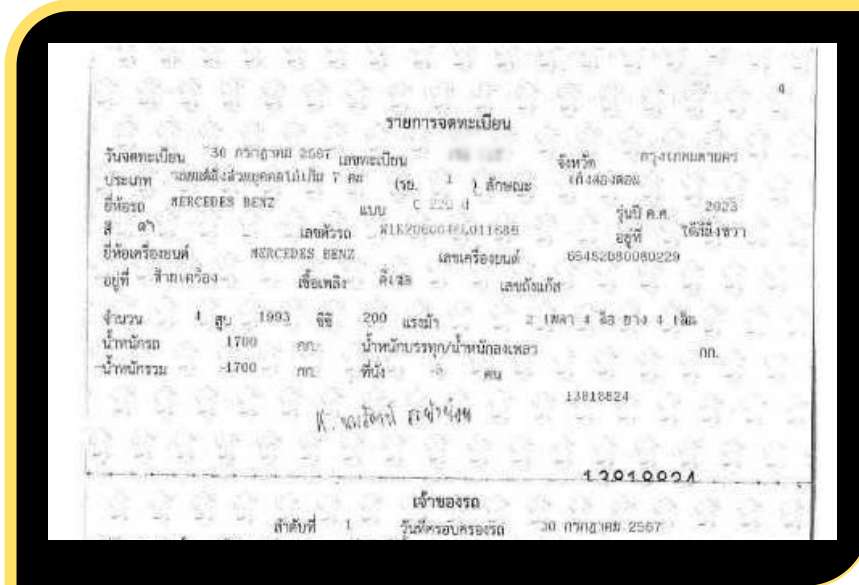 4
รายการจดทะเบียน
วันจดทะเบียน 30 กรกฎาคม 2567 เลขทะเบียน จังหวัด กรุงเทพมหานคร
ประเภท รถยนต์นั่งส่วนบุคคลไม่เกิน 7 คน (รย. 1 ) ลักษณะ เก๋งสองตอน
ยี่ห้อรถ MERCEDES BENZ แบบ C 220 d รุ่นปี ค.ศ. 2023
สี ดำ เลขตัวรถ อยู่ที่ ใต้ที่นั่งขวา
ยี่ห้อเครื่องยนต์ MERCEDES BENZ เลขเครื่องยนต์ 65482080080229
อยู่ที่ ซ้ายเครื่อง เชื้อเพลิง ดีเซล เลขถังแก๊ส
จำนวน 4 สูบ 1993 ซีซี 200 แรงม้า 2 เพลา 4 ล้อ ยาง 4 เส้น
น้ำหนักรถ 1700 กก. น้ำหนักบรรทุก/น้ำหนักลงเพลา กก.
น้ำหนักรวม 1700 กก. ที่นั่ง คน
13818824
เจ้าของรถ
ลำดับที่ 1 วันที่ครอบครองรถ 30 กรกฎาคม 2567